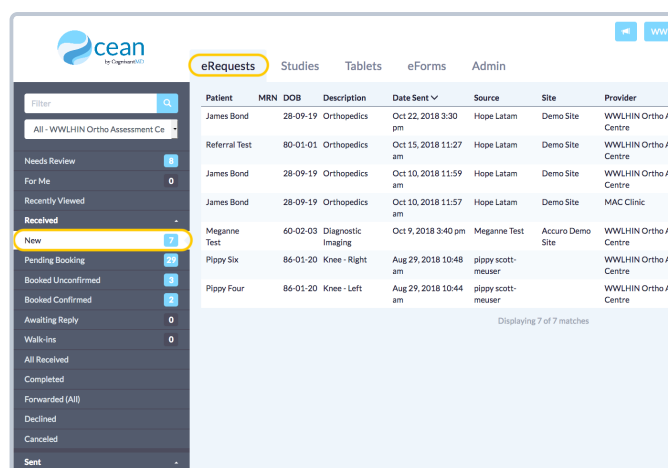 cean
by CognisantMD
WW
eRequests Studies Tablets eForms Admin
Filter
All - WWLHIN Ortho Assessment Ce
Needs Review 8
For Me 0
Recently Viewed
Received
New 7
Pending Booking 29
Booked Unconfirmed 3
Booked Confirmed 2
Awaiting Reply 0
Walk-ins 0
All Received
Completed
Forwarded (All)
Declined
Canceled
Sent
Patient MRN DOB Description Date Sent Source Site Provider
James Bond 28-09-19 Orthopedics Oct 22, 2018 3:30 Hope Latam Demo Site WWLHIN Ortho A
pm Centre
Referral Test 80-01-01 Orthopedics Oct 15, 2018 11:27 Hope Latam Demo Site WWLHIN Ortho A
am Centre
James Bond 28-09-19 Orthopedics Oct 10, 2018 11:59 Hope Latam Demo Site WWLHIN Ortho A
am Centre
James Bond 28-09-19 Orthopedics Oct 10, 2018 11:57 Hope Latam Demo Site MAC Clinic
am
Meganne 60-02-03 Diagnostic Oct 9, 2018 3:40 pm Meganne Test Accuro Demo WWLHIN Ortho A
Test Imaging Site Centre
Pippy Six 86-01-20 Knee - Right Aug 29, 2018 10:48 pippy scott- WWLHIN Ortho A
am meuser Centre
Pippy Four 86-01-20 Knee - Left Aug 29, 2018 10:44 pippy scott- WWLHIN Ortho A
am meuser Centre
Displaying 7 of 7 matches